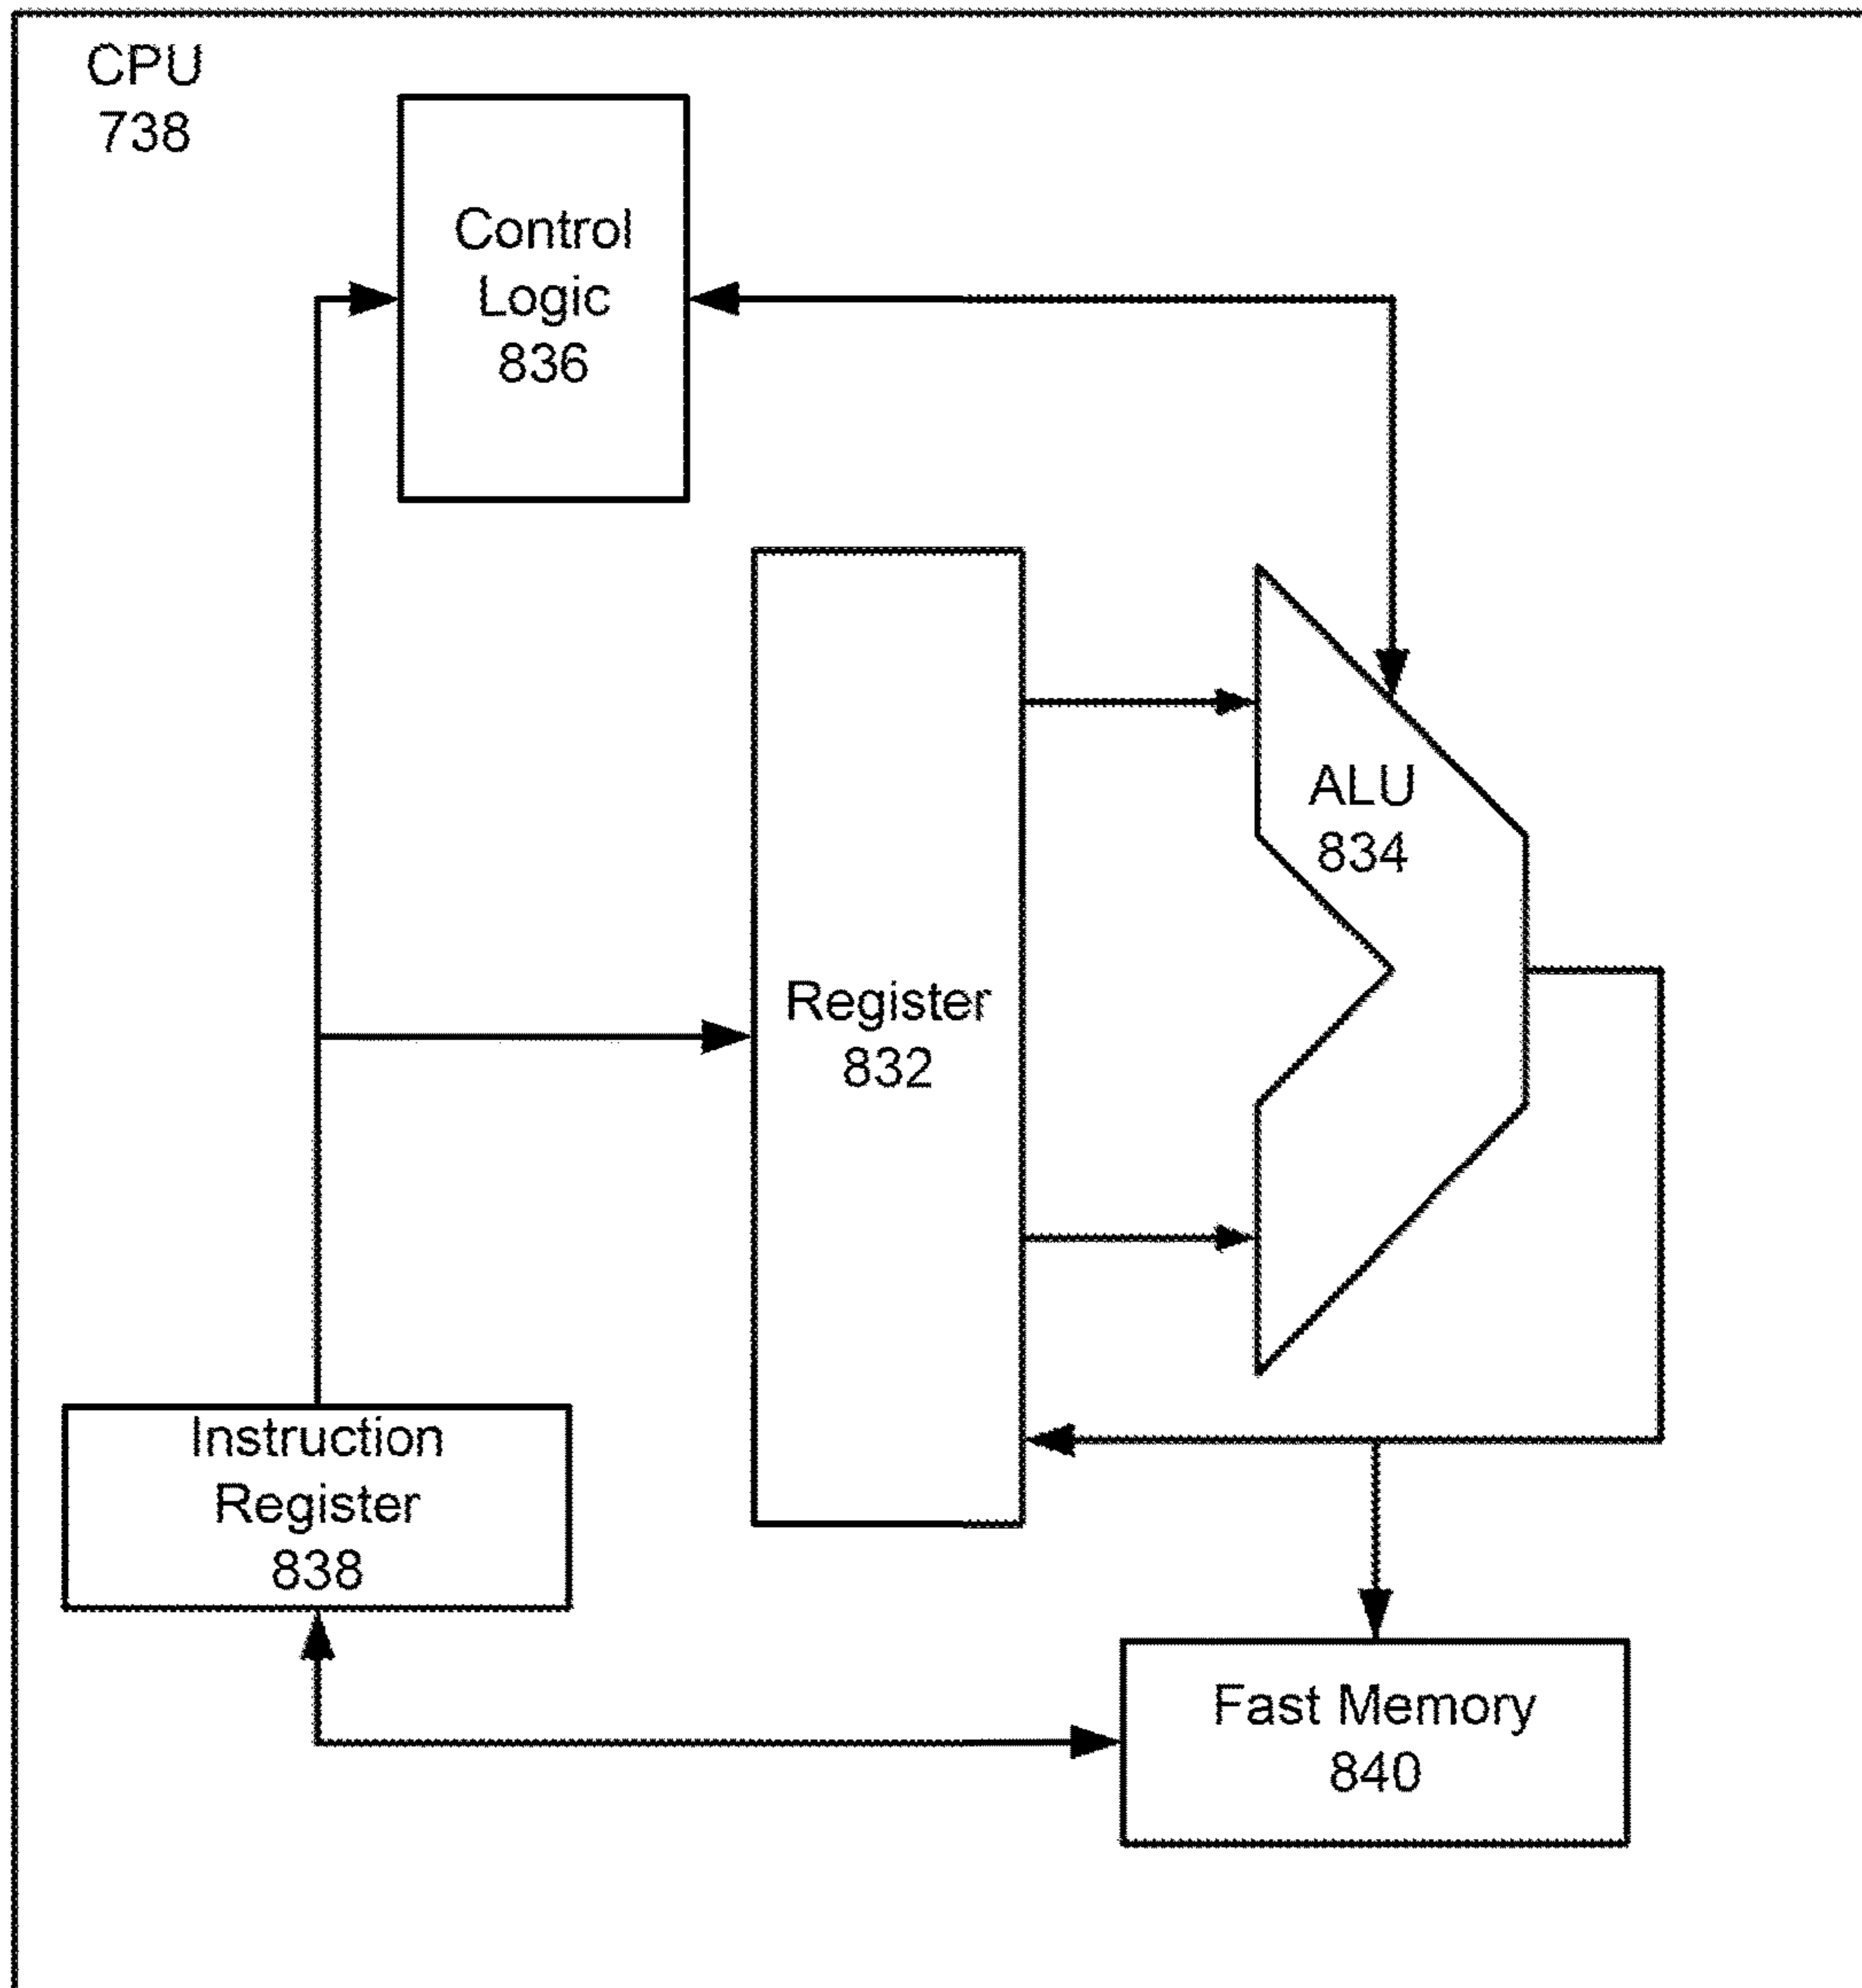 CPU
738
Control
Logic
836
ALU
834
Register
832
Instruction
Register
838
Fast Memory
840